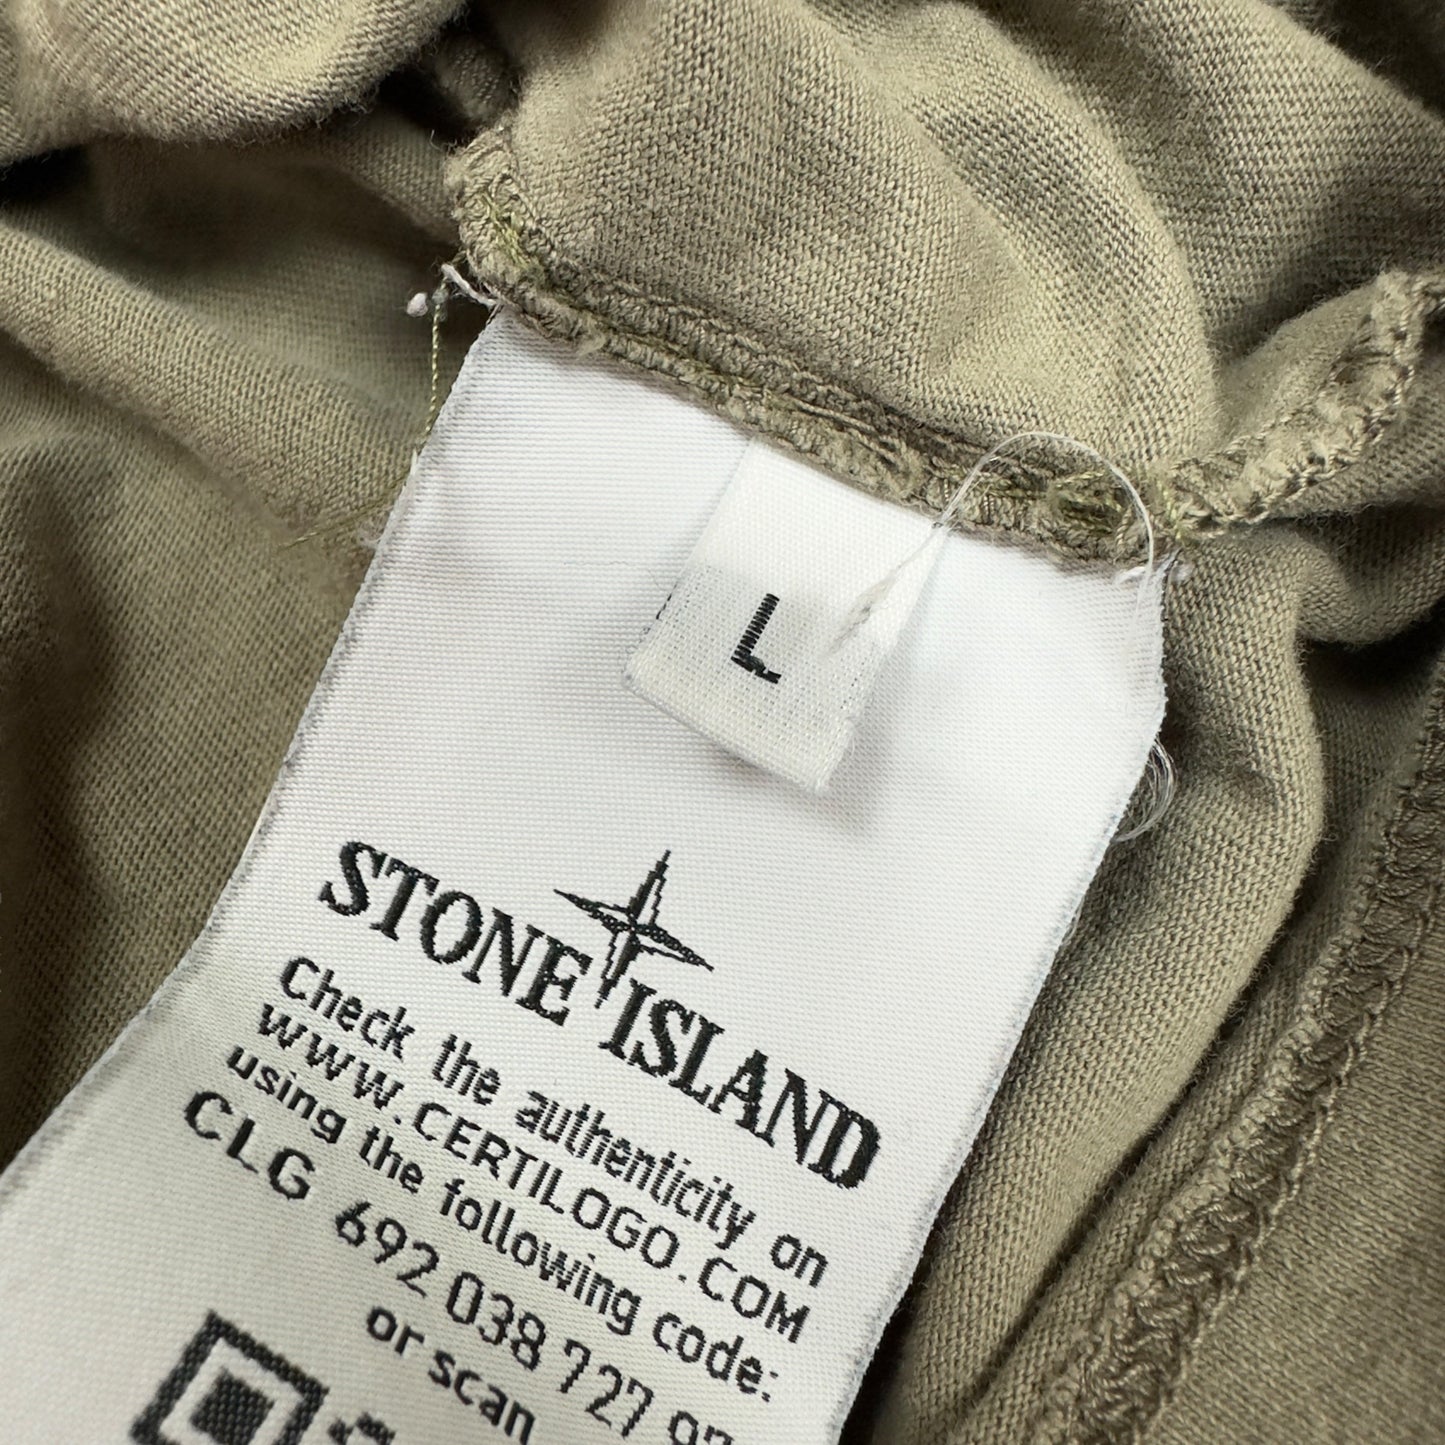 L
STONE ISLAND
Check the authenticity on
WWW.CERTILOGO.COM
using the following code:
CLG 692 038 727
or scan